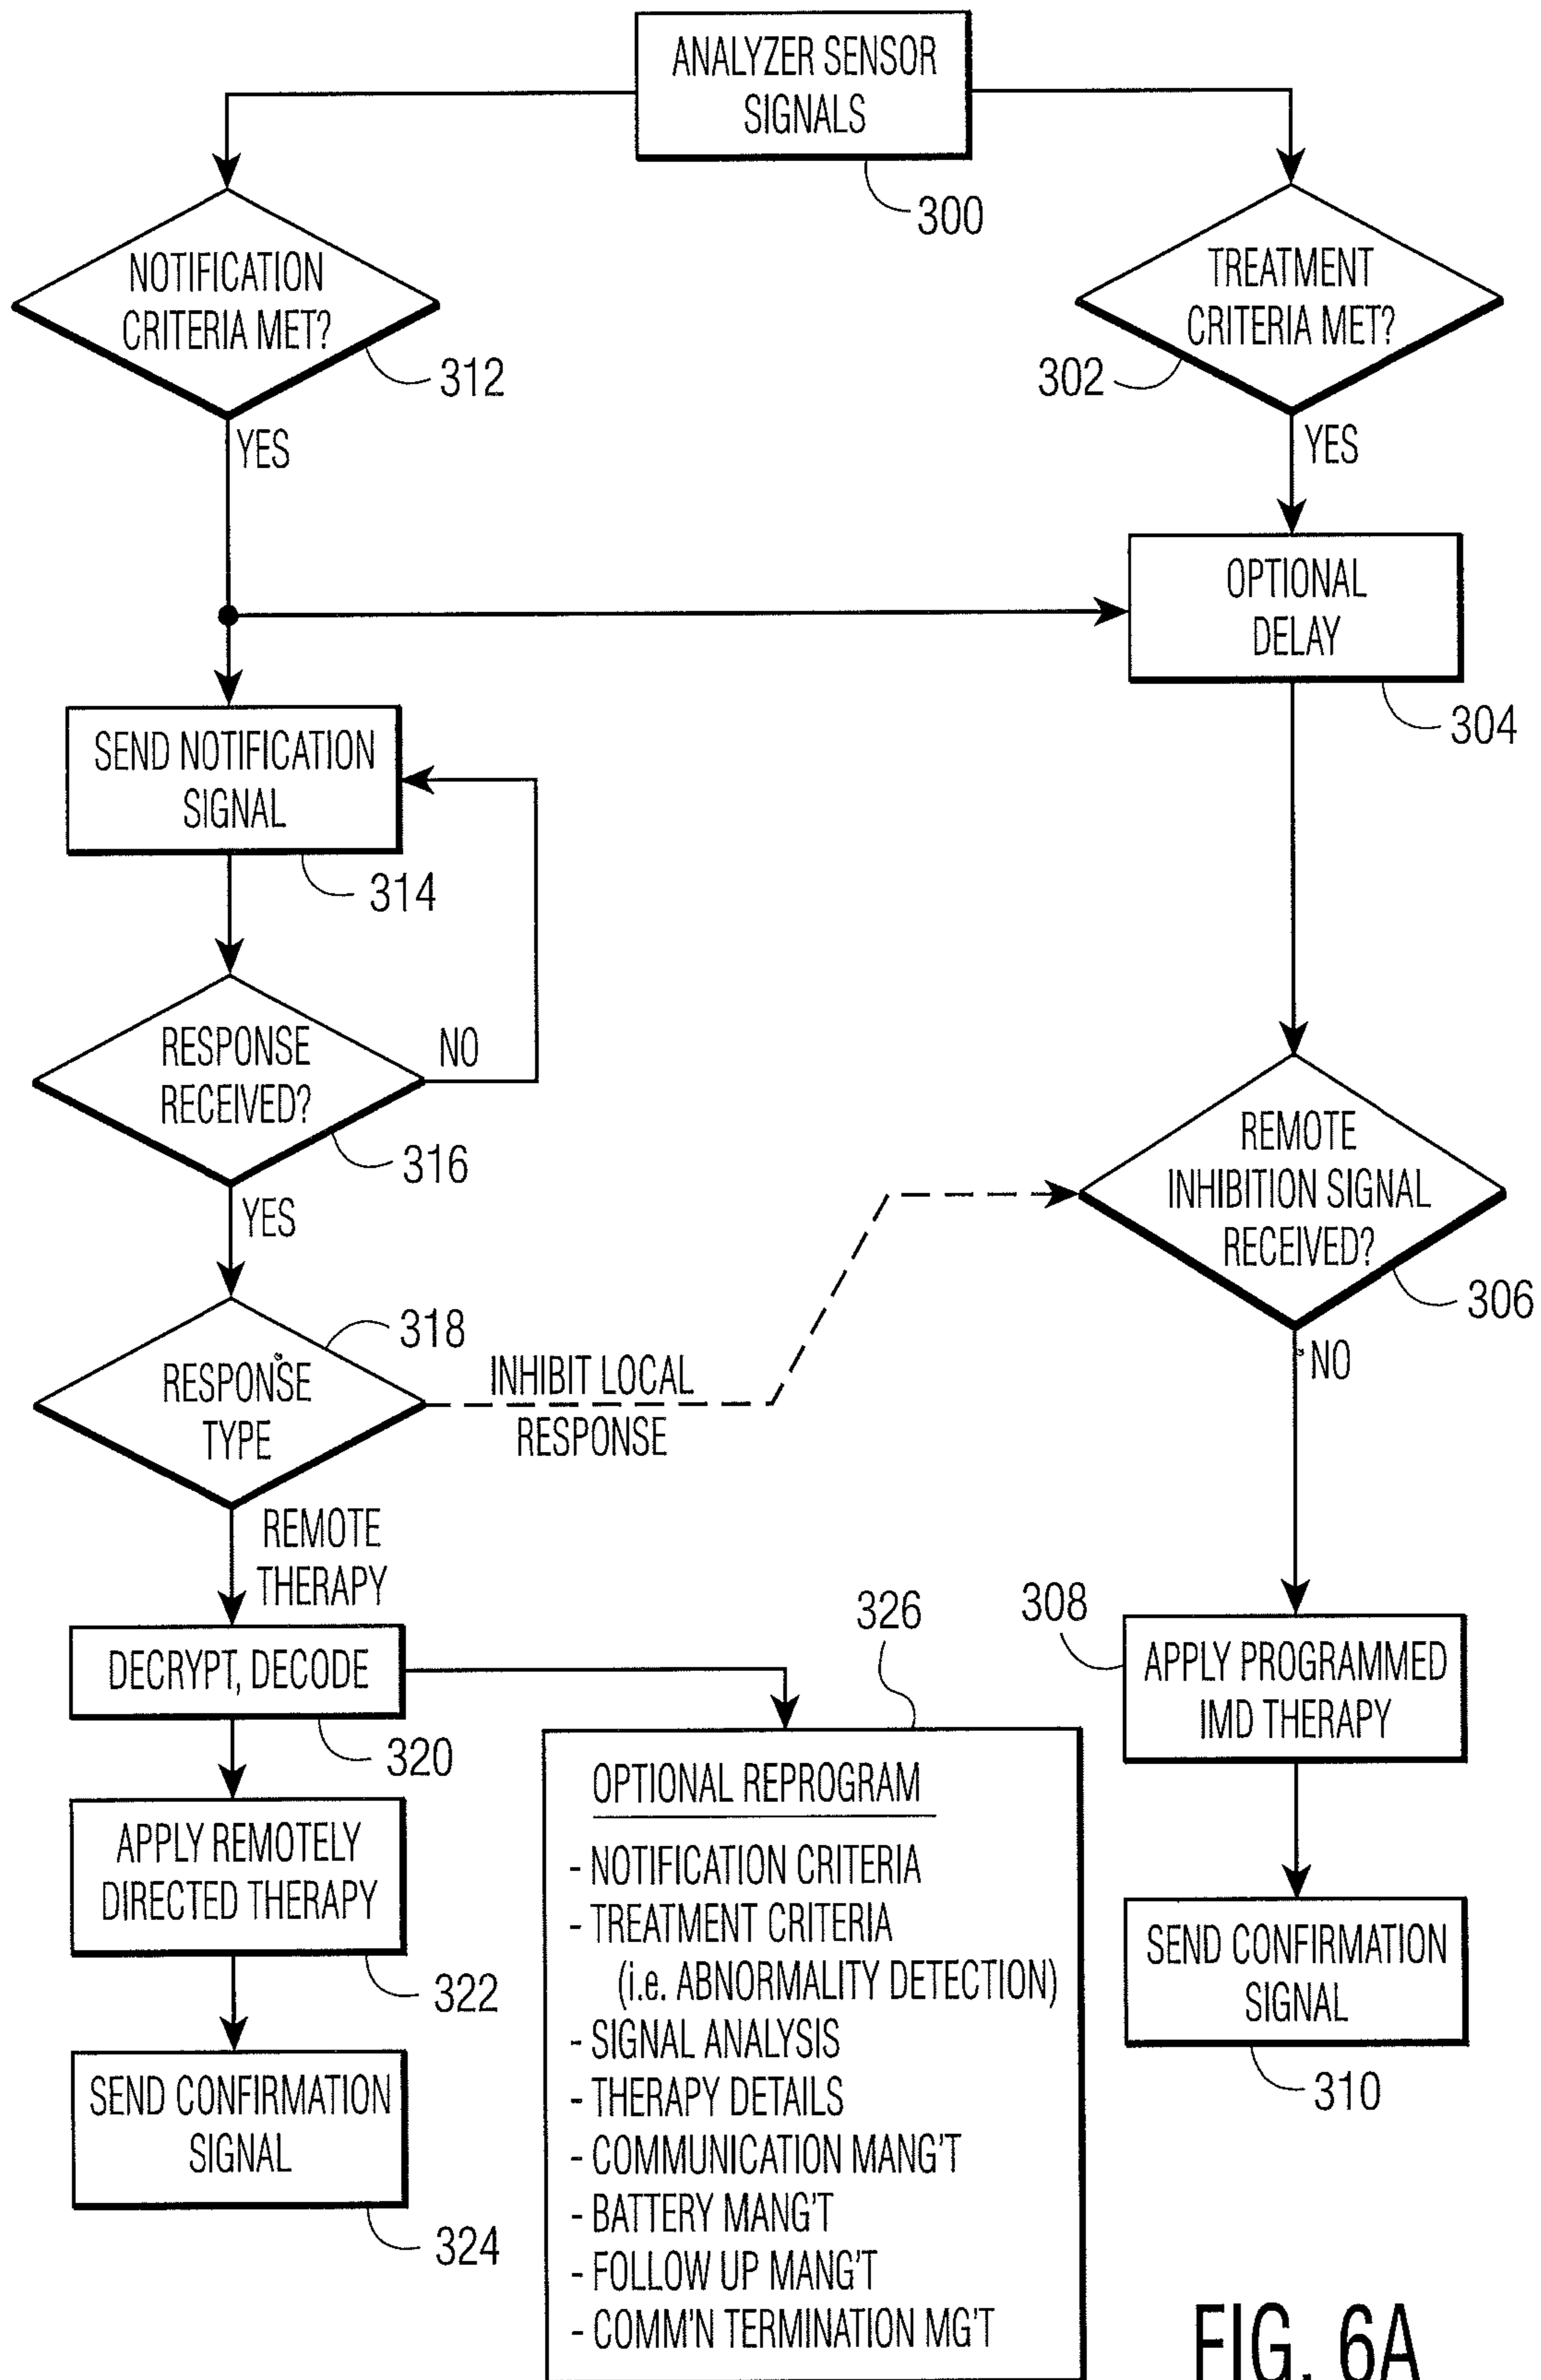 ANALYZER SENSOR
SIGNALS
300
NOTIFICATION
CRITERIA MET?
312
YES
TREATMENT
CRITERIA MET?
302
YES
OPTIONAL
DELAY
304
SEND NOTIFICATION
SIGNAL
314
RESPONSE
RECEIVED?
NO
316
YES
REMOTE
INHIBITION SIGNAL
RECEIVED?
306
NO
318
RESPONSE
TYPE
INHIBIT LOCAL
RESPONSE
REMOTE
THERAPY
DECRYPT, DECODE
320
326
308
APPLY PROGRAMMED
IMD THERAPY
APPLY REMOTELY
DIRECTED THERAPY
322
SEND CONFIRMATION
SIGNAL
324
OPTIONAL REPROGRAM
- NOTIFICATION CRITERIA
- TREATMENT CRITERIA
(i.e. ABNORMALITY DETECTION)
- SIGNAL ANALYSIS
- THERAPY DETAILS
- COMMUNICATION MANG'T
- BATTERY MANG'T
- FOLLOW UP MANG'T
- COMM'N TERMINATION MG'T
SEND CONFIRMATION
SIGNAL
310
FIG. 6A